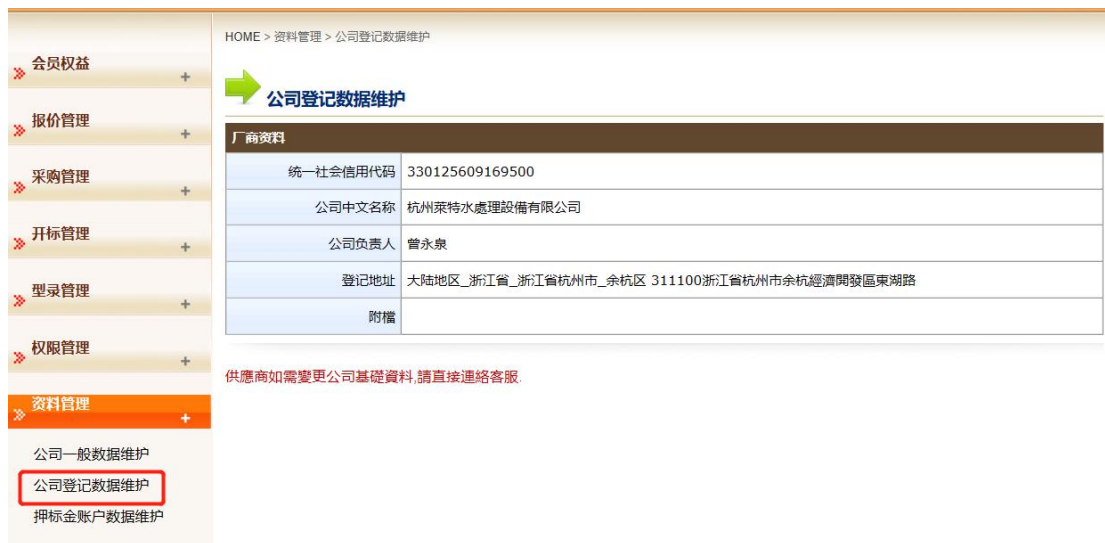 HOME > 资料管理 > 公司登记数据维护
会员权益
+
报价管理
+
采购管理
+
开标管理
+
型录管理
+
权限管理
+
资料管理
+
公司一般数据维护
公司登记数据维护
押标金账户数据维护
公司登记数据维护
厂商资料
统一社会信用代码 330125609169500
公司中文名称 杭州萊特水處理設備有限公司
公司负责人 曾永泉
登记地址 大陆地区_浙江省_浙江省杭州市_余杭区 311100浙江省杭州市余杭經濟開發區東湖路
附檔
供應商如需變更公司基礎資料,請直接連絡客服.